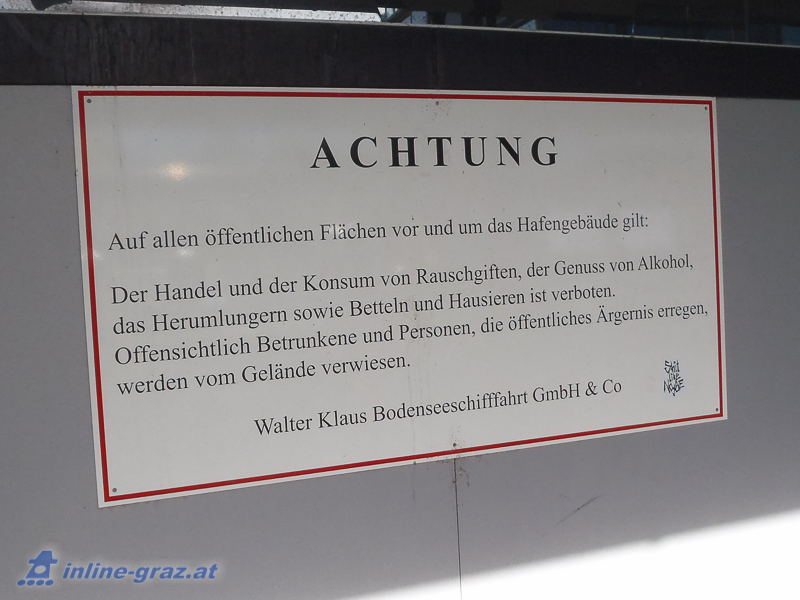 ACHTUNG
Auf allen öffentlichen Flächen vor und um das Hafengebäude gilt:
Der Handel und der Konsum von Rauschgiften, der Genuss von Alkohol,
das Herumlungern sowie Betteln und Hausieren ist verboten.
Offensichtlich Betrunkene und Personen, die öffentliches Ärgernis erregen,
werden vom Gelände verwiesen.
Walter Klaus Bodenseeschifffahrt GmbH & Co
inline-graz.at